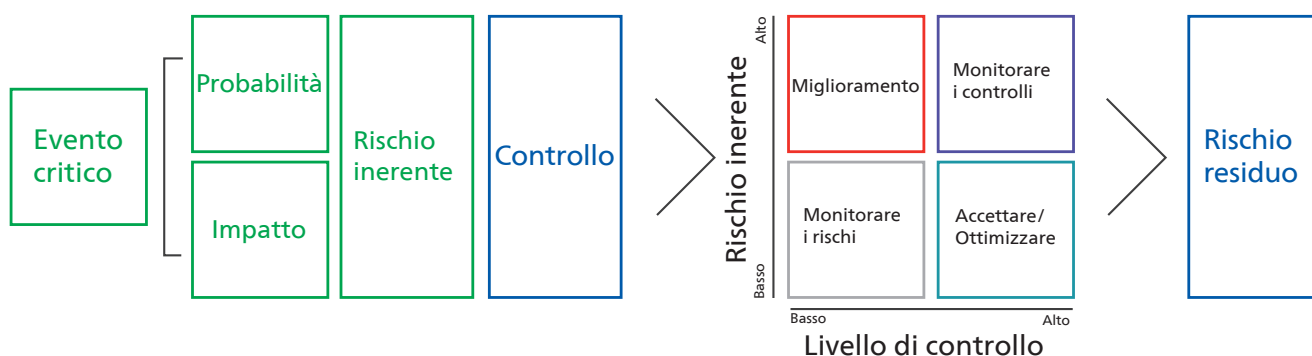 Evento
critico
Probabilità
Impatto
Rischio
inerente
Controllo
Rischio inerente
Alto
Basso
Miglioramento
Monitorare
i controlli
Monitorare
i rischi
Accettare/
Ottimizzare
Basso
Alto
Livello di controllo
Rischio
residuo